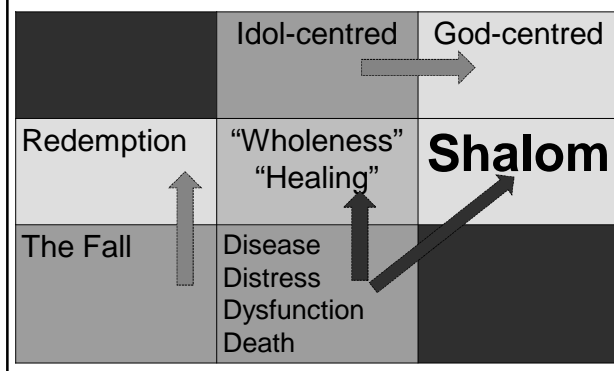 Idol-centred
God-centred
Redemption
“Wholeness”
“Healing”
Shalom
The Fall
Disease
Distress
Dysfunction
Death